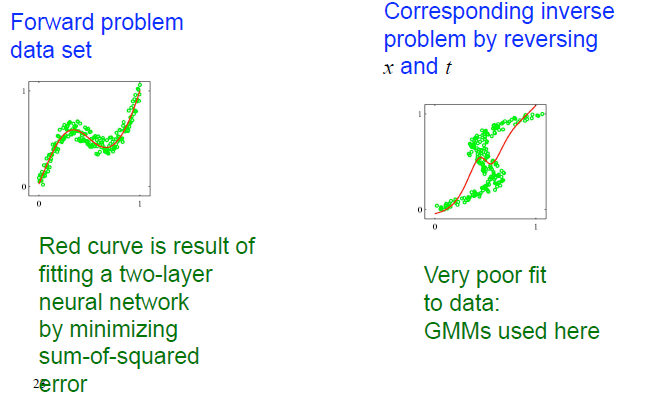 Forward problem
data set
1
0
0
1
Red curve is result of
fitting a two-layer
neural network
by minimizing
sum-of-squared
error
Corresponding inverse
problem by reversing
x and t
1
0
0
1
Very poor fit
to data:
GMMs used here